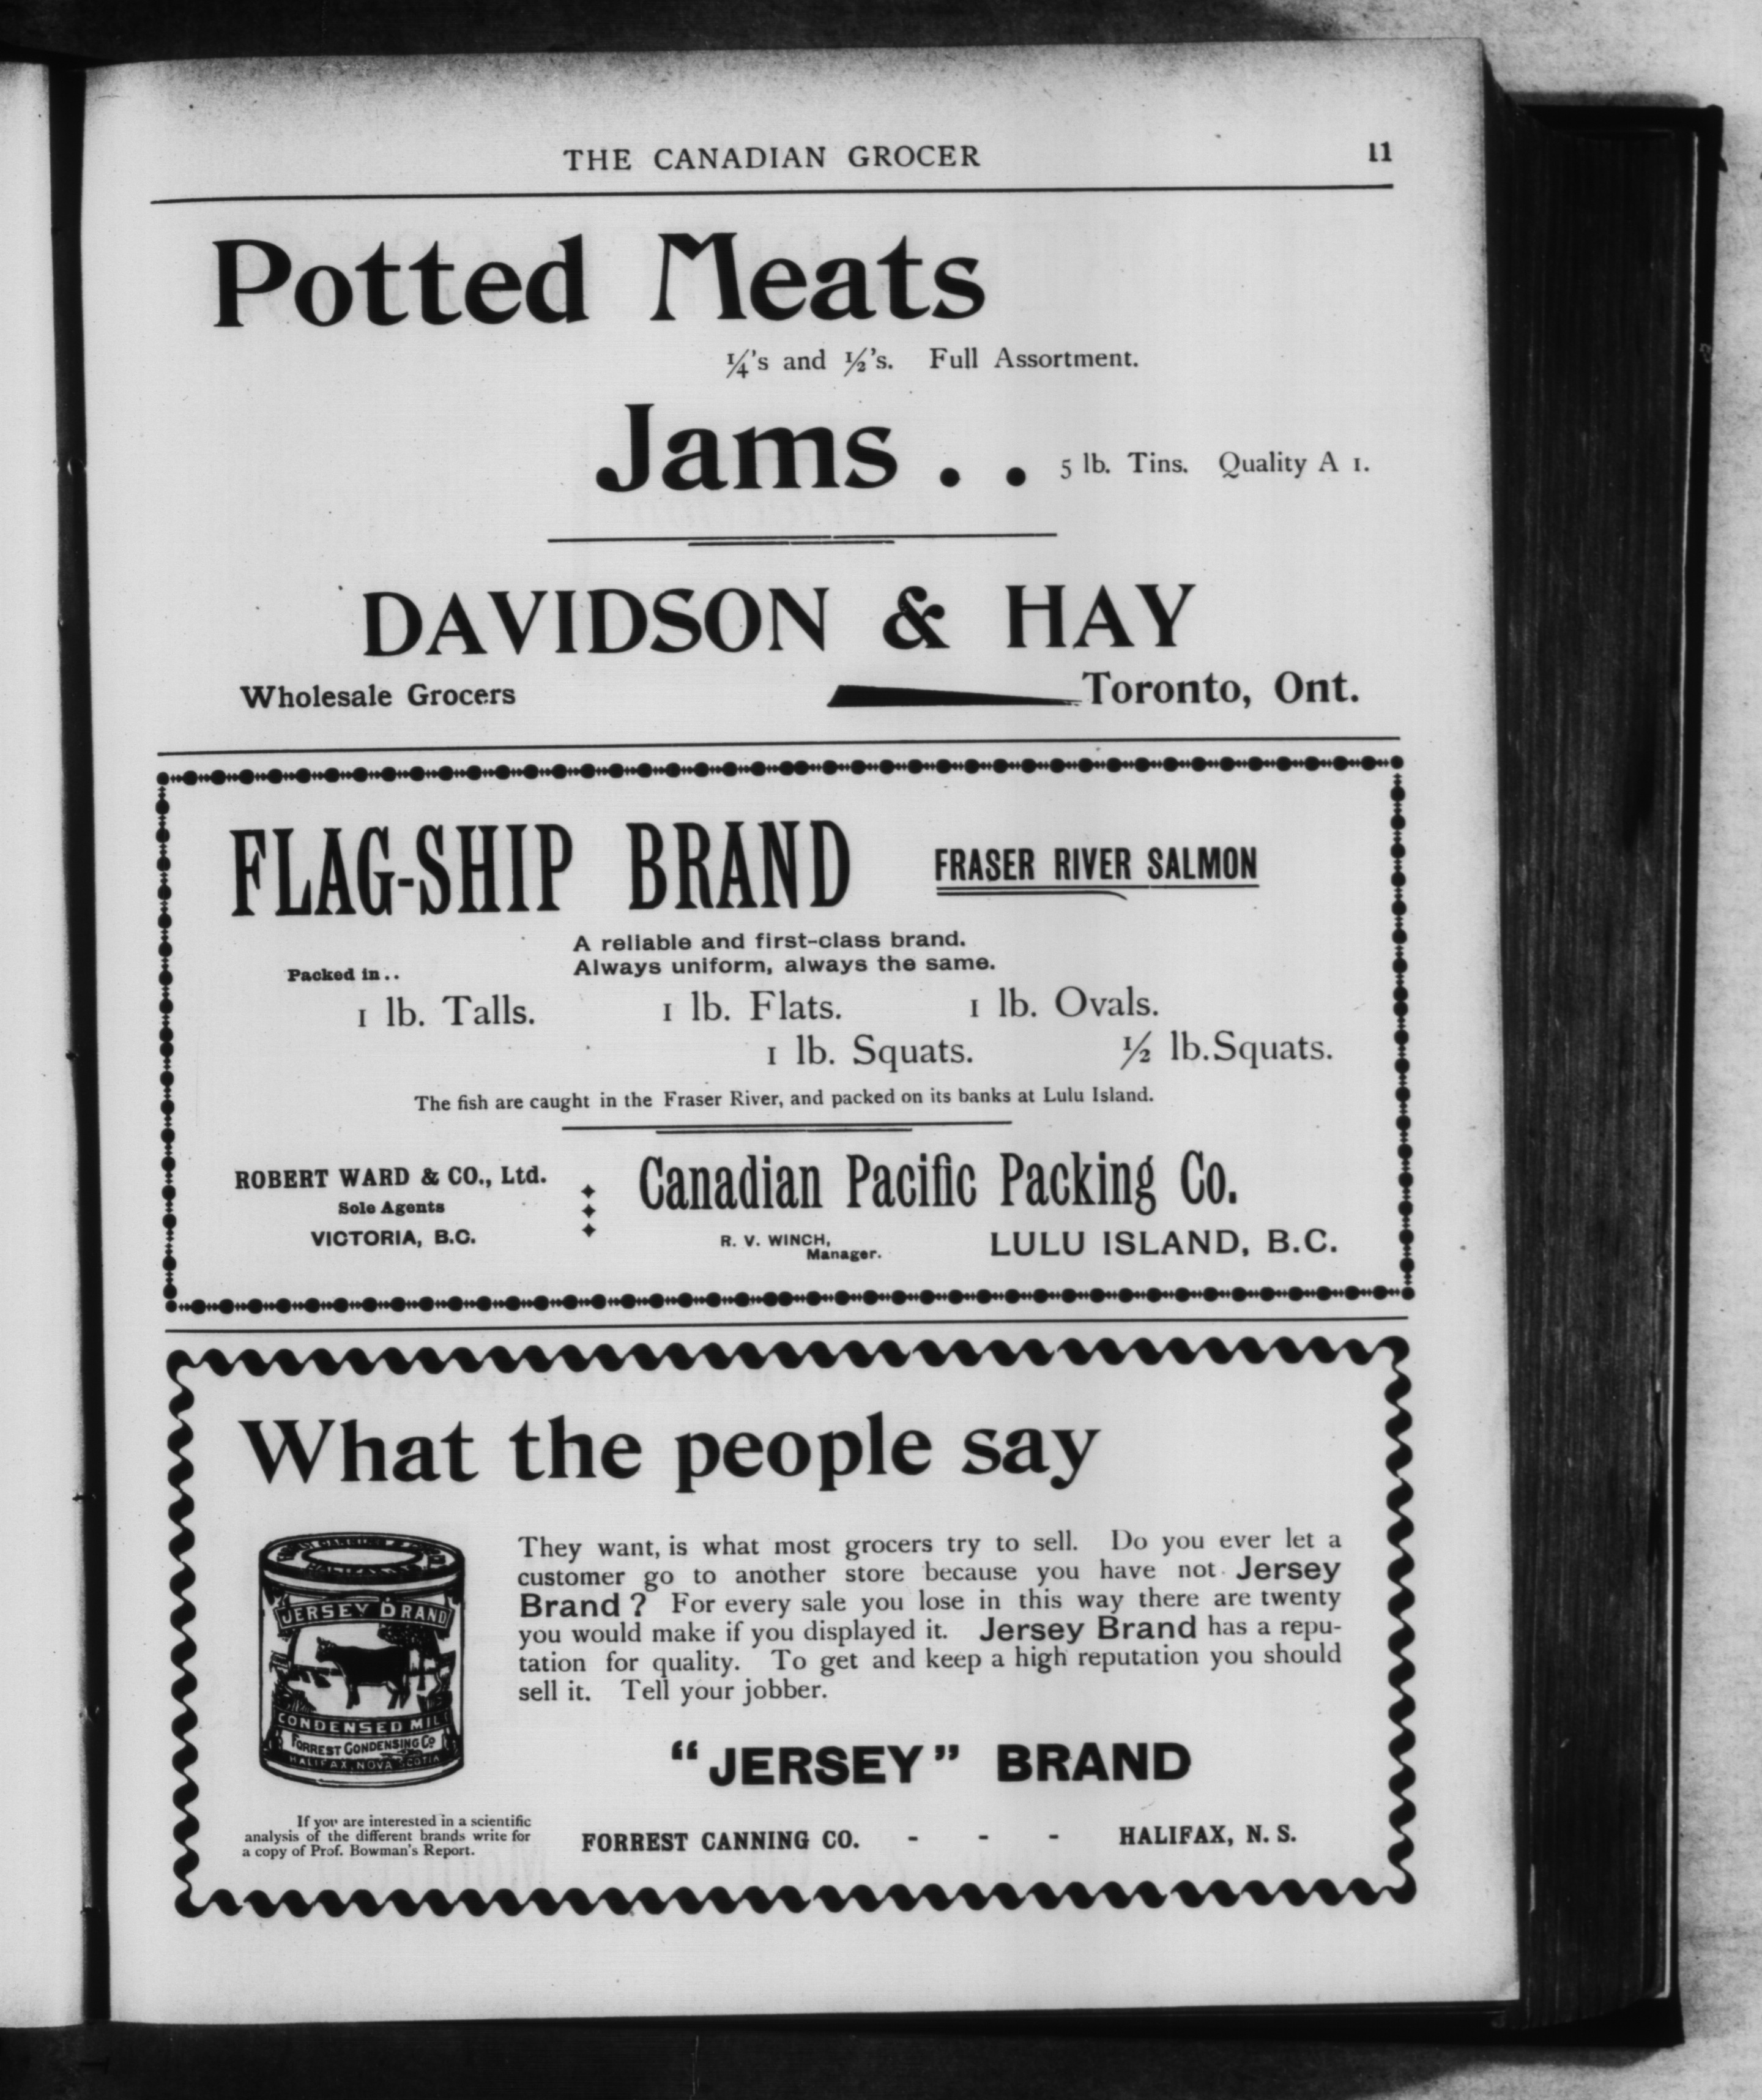 THE CANADIAN GROCER 11
Potted Meats
¼'s and ½'s. Full Assortment.
Jams . . 5 lb. Tins. Quality A 1.
DAVIDSON & HAY
Wholesale Grocers Toronto, Ont.
FLAG-SHIP BRAND FRASER RIVER SALMON
A reliable and first-class brand.
Always uniform, always the same.
Packed in..
1 lb. Talls. 1 lb. Flats. 1 lb. Ovals.
1 lb. Squats. ½ lb. Squats.
The fish are caught in the Fraser River, and packed on its banks at Lulu Island.
ROBERT WARD & CO., Ltd.
Sole Agents
VICTORIA, B.C.
Canadian Pacific Packing Co.
R. V. WINCH,
Manager.
LULU ISLAND, B.C.
What the people say
They want, is what most grocers try to sell. Do you ever let a
customer go to another store because you have not Jersey
Brand ? For every sale you lose in this way there are twenty
you would make if you displayed it. Jersey Brand has a repu-
tation for quality. To get and keep a high reputation you should
sell it. Tell your jobber.
JERSEY BRAND
CONDENSED MIL
FORREST CONDENSING Co
HALIFAX, NOVA SCOTIA
"JERSEY" BRAND
If you are interested in a scientific
analysis of the different brands write for
a copy of Prof. Bowman's Report.
FORREST CANNING CO. - - - HALIFAX, N. S.